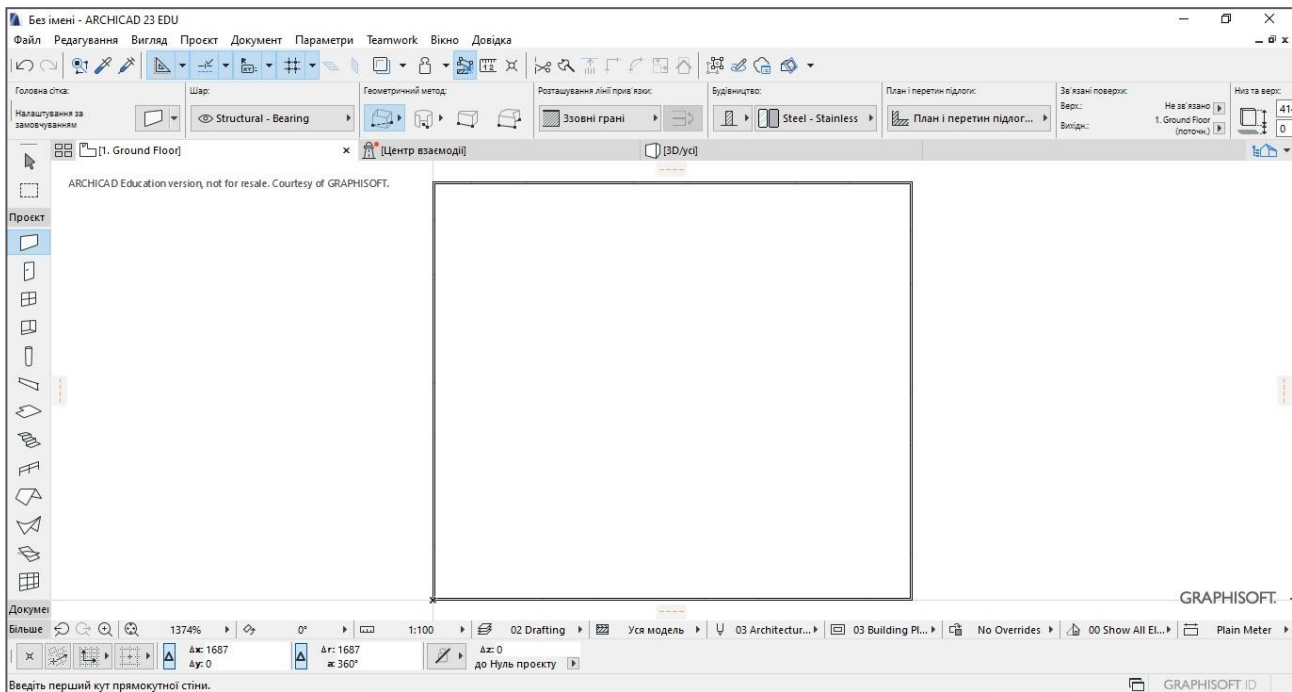 Без імені - ARCHICAD 23 EDU
Файл Редагування Вигляд Проєкт Документ Параметри Teamwork Вікно Довідка
Головна сітка: Шар: Геометричний метод: Розташування лінії прив'язки: Будівництво: План і перетин підлоги: Зв'язані поверхи: Низ та верх:
Налаштування за замовчуванням
Structural - Bearing
Ззовні грані
Steel - Stainless
План і перетин підлог...
Верх.: Не зв'язано
Вихідн.: 1. Ground Floor (поточн.)
0
[1. Ground Floor] [Центр взаємодії] [3D/усі]
ARCHICAD Education version, not for resale. Courtesy of GRAPHISOFT.
Проєкт
GRAPHISOFT.
Докумеі
Більше 1374% 0° 1:100 02 Drafting Уся модель 03 Architectur... 03 Building Pl... No Overrides 00 Show All El... Plain Meter
Δx: 1687 Δr: 1687 Δz: 0
Δy: 0 a: 360° до Нуль проєкту
Введіть перший кут прямокутної стіни. GRAPHISOFT ID